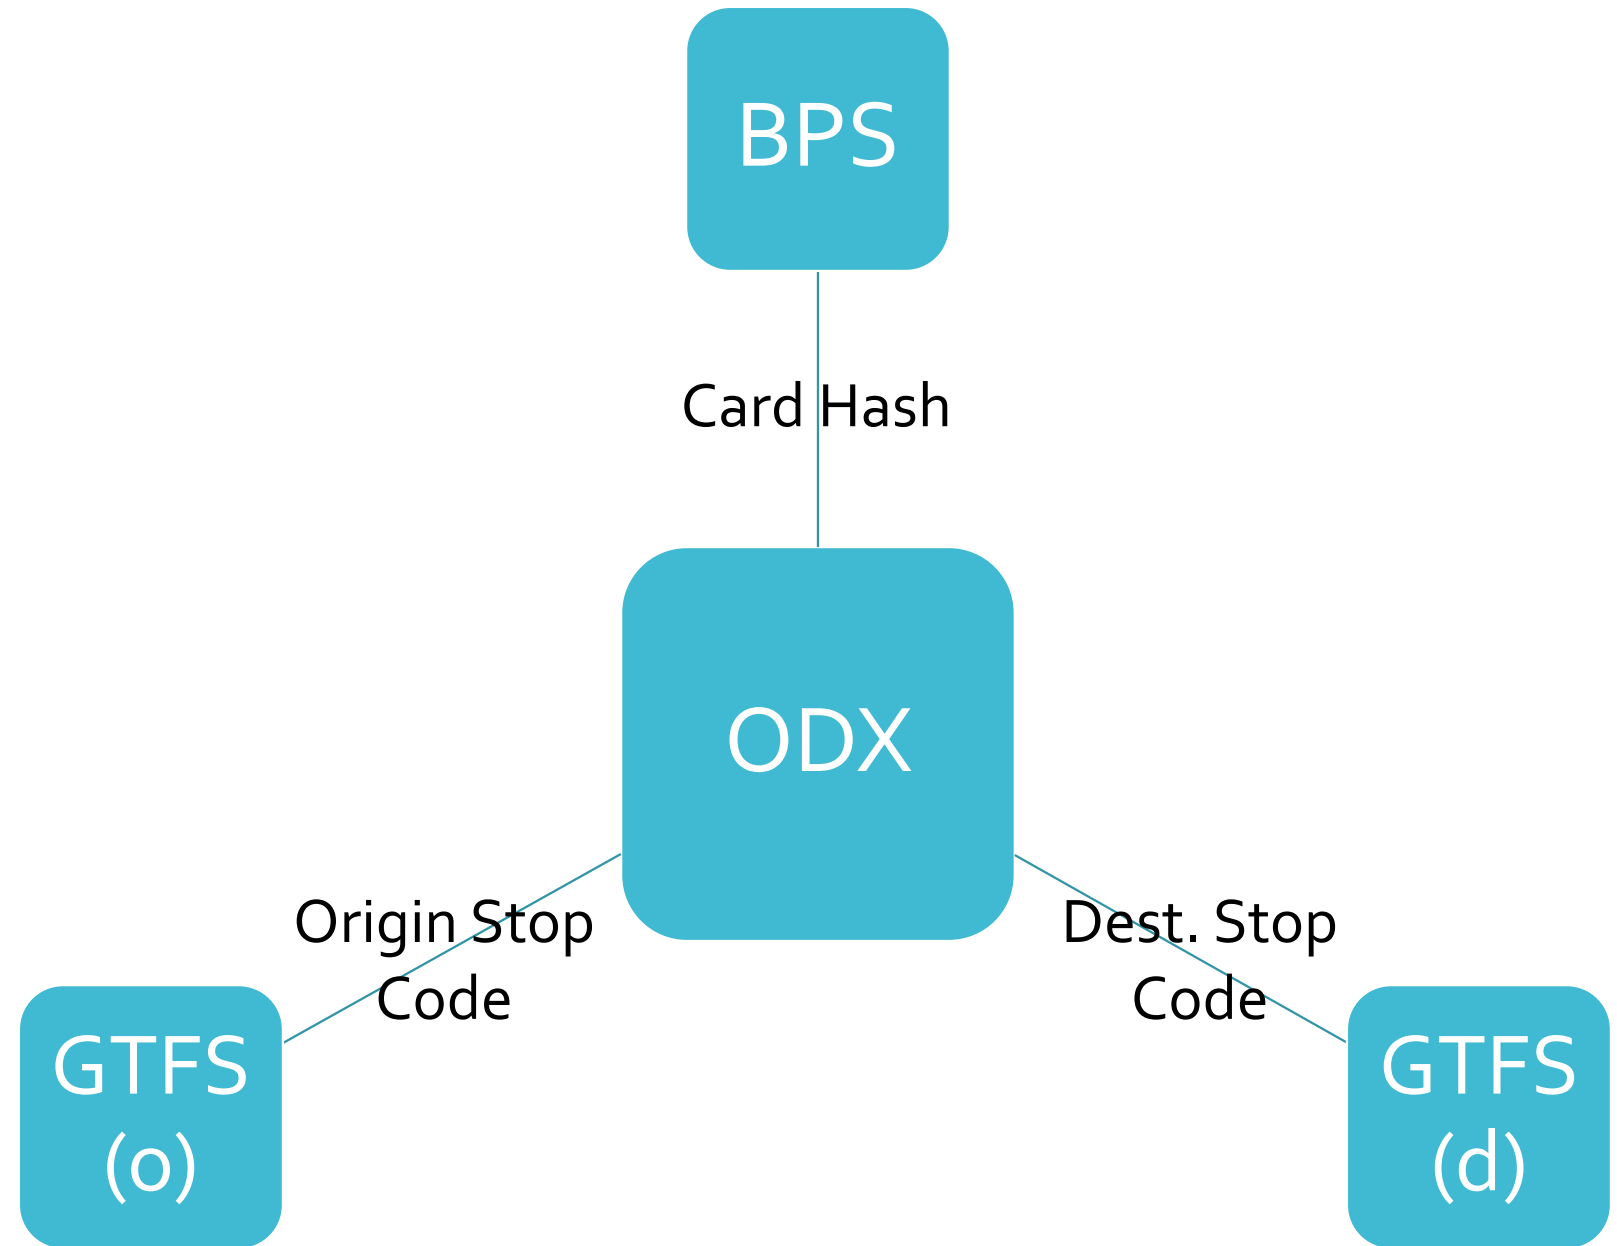 BPS
Card Hash
ODX
Origin Stop
Code
Dest. Stop
Code
GTFS
(o)
GTFS
(d)